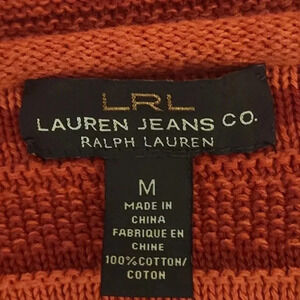 LRL
LAUREN JEANS CO.
RALPH LAUREN
M
MADE IN
CHINA
FABRIQUE EN
CHINE
100% COTTON/
COTON